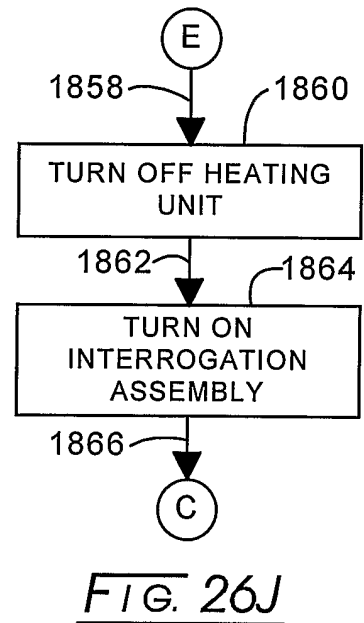 E
1858
1860
TURN OFF HEATING
UNIT
1862
1864
TURN ON
INTERROGATION
ASSEMBLY
1866
C
FIG. 26J